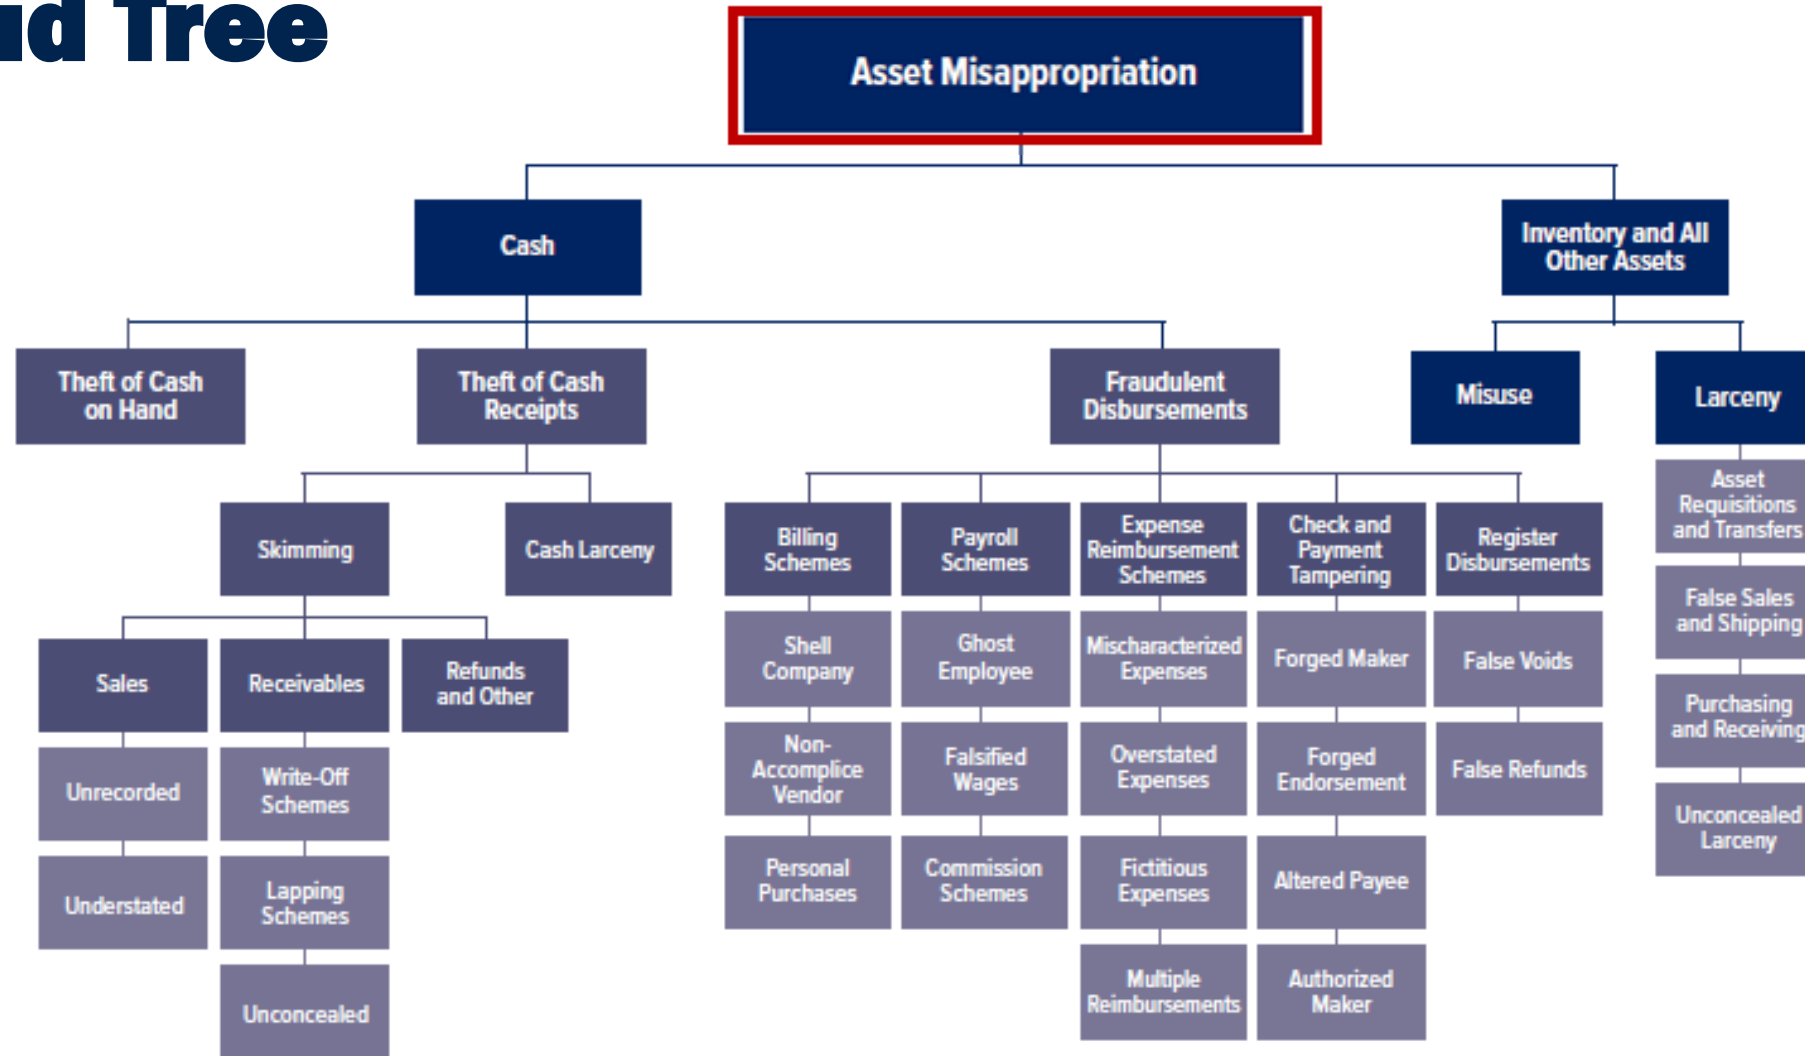 ud Tree
Asset Misappropriation
Cash
Inventory and All
Other Assets
Theft of Cash
on Hand
Theft of Cash
Receipts
Fraudulent
Disbursements
Misuse
Larceny
Skimming
Cash Larceny
Billing
Schemes
Payroll
Schemes
Expense
Reimbursement
Schemes
Check and
Payment
Tampering
Register
Disbursements
Asset
Requisitions
and Transfers
False Sales
and Shipping
Purchasing
and Receiving
Unconcealed
Larceny
Sales
Receivables
Refunds
and Other
Unrecorded
Understated
Write-Off
Schemes
Lapping
Schemes
Unconcealed
Shell
Company
Non-
Accomplice
Vendor
Personal
Purchases
Ghost
Employee
Falsified
Wages
Commission
Schemes
Mischaracterized
Expenses
Overstated
Expenses
Fictitious
Expenses
Multiple
Reimbursements
Forged Maker
Forged
Endorsement
Altered Payee
Authorized
Maker
False Voids
False Refunds